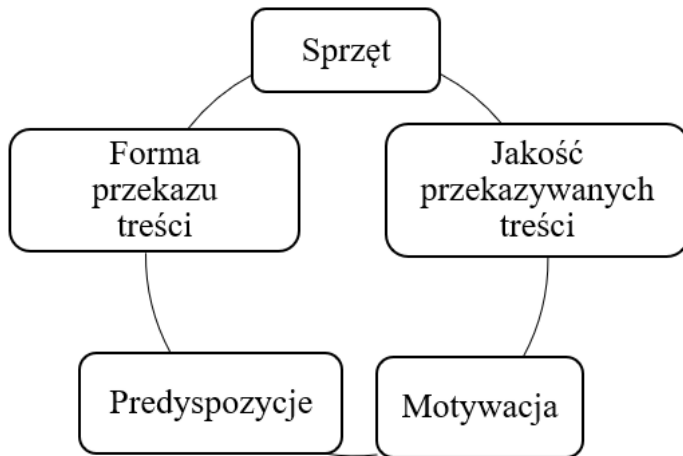 Sprzęt
Forma
przekazu
treści
Jakość
przekazywanych
treści
Predyspozycje
Motywacja